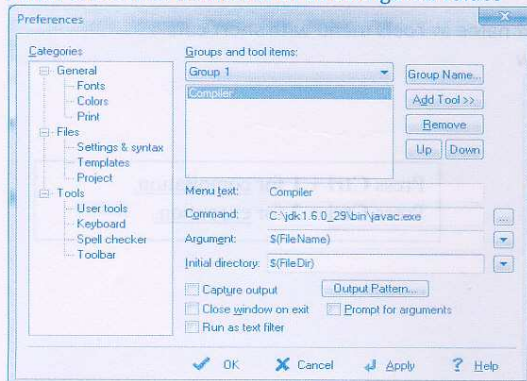 Preferences
Categories
General
Fonts
Colors
Print
Files
Settings & syntax
Templates
Project
Tools
User tools
Keyboard
Spell checker
Toolbar
Groups and tool items:
Group 1
Compiler
Group Name...
Add Tool >>
Remove
Up Down
Menu text: Compiler
Command: C:\jdk1.6.0_29\bin\javac.exe ...
Argument: $(FileName)
Initial directory: $(FileDir)
Capture output Output Pattern...
Close window on exit Prompt for arguments
Run as text filter
OK Cancel Apply ? Help